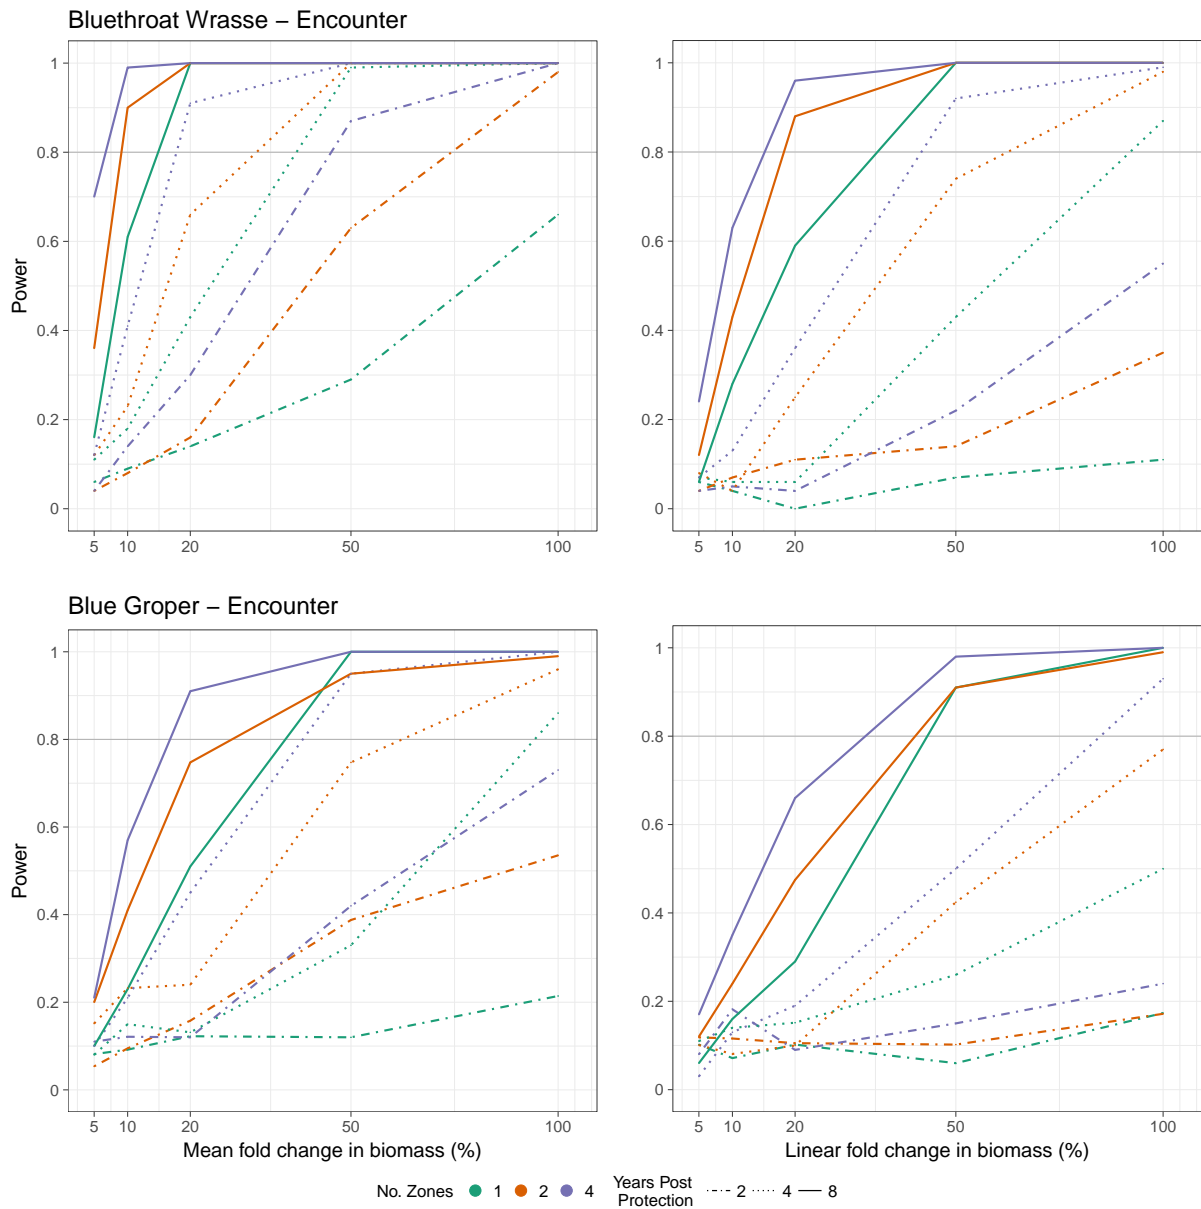 Bluethroat Wrasse – Encounter
Power
1
0.8
0.6
0.4
0.2
0
5 10 20 50 100
1
0.8
0.6
0.4
0.2
0
5 10 20 50 100
Blue Groper – Encounter
Power
1
0.8
0.6
0.4
0.2
0
5 10 20 50 100
Mean fold change in biomass (%)
1
0.8
0.6
0.4
0.2
0
5 10 20 50 100
Linear fold change in biomass (%)
No. Zones 1 2 4
Years Post
Protection
2 4 8